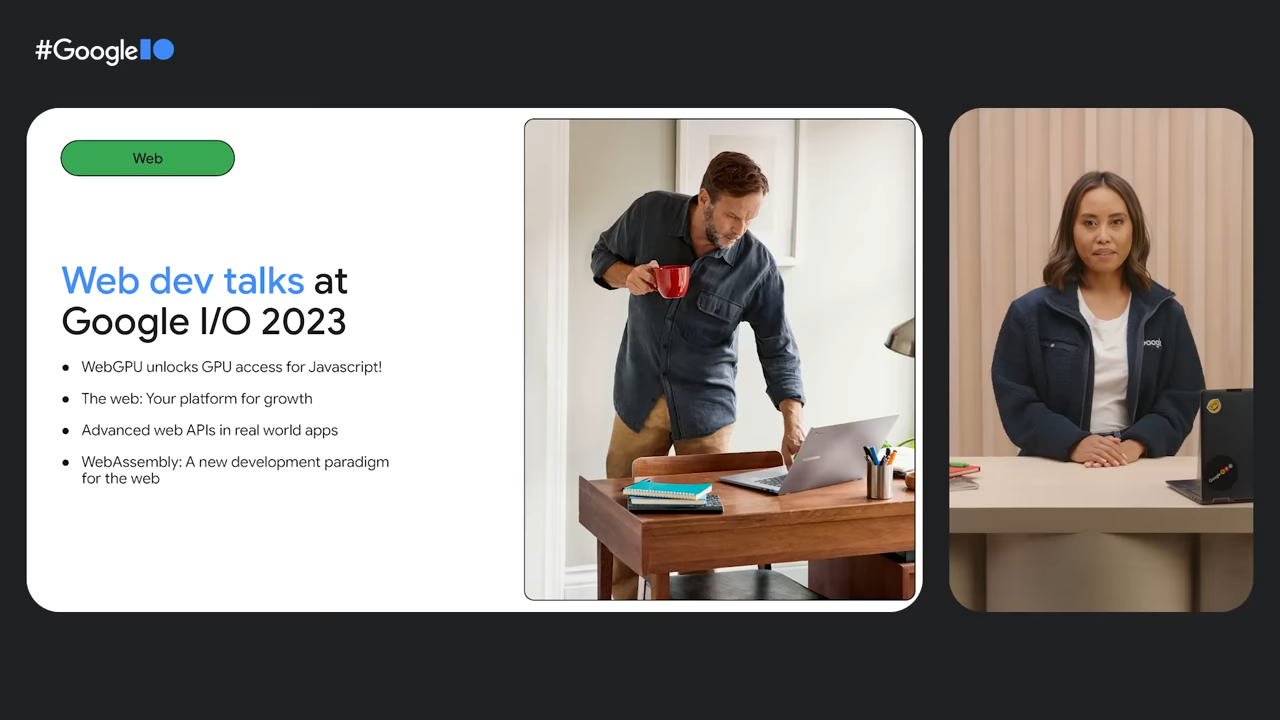 #GoogleIO
Web
Web dev talks at
Google I/O 2023
• WebGPU unlocks GPU access for Javascript!
• The web: Your platform for growth
• Advanced web APIs in real world apps
• WebAssembly: A new development paradigm
for the web